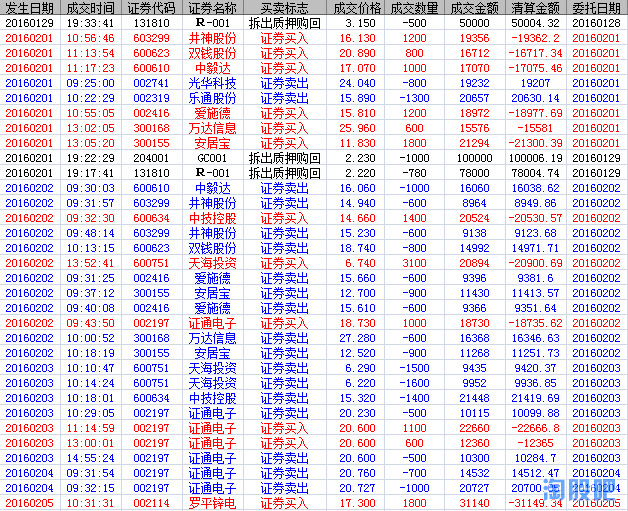 发生日期 成交时间 证券代码 证券名称 买卖标志 成交价格 成交数量 成交金额 清算金额 委托日期
20160129 19:33:41 131810 R-001 拆出质押购回 3.150 -500 50000 50004.32 20160128
20160201 10:56:46 603299 井神股份 证券买入 16.130 1200 19356 -19362.2 20160201
20160201 11:13:54 600623 双钱股份 证券买入 20.890 800 16712 -16717.34 20160201
20160201 11:17:23 600610 中毅达 证券买入 17.070 1000 17070 -17075.46 20160201
20160201 09:25:00 002741 光华科技 证券卖出 24.040 -800 19232 19207 20160201
20160201 10:22:29 002319 乐通股份 证券卖出 15.890 -1300 20657 20630.14 20160201
20160201 10:55:05 002416 爱施德 证券买入 15.810 1200 18972 -18977.69 20160201
20160201 13:02:05 300168 万达信息 证券买入 25.960 600 15576 -15581 20160201
20160201 13:05:20 300155 安居宝 证券买入 11.830 1800 21294 -21300.39 20160201
20160201 19:22:29 204001 GC001 拆出质押购回 2.230 -1000 100000 100006.19 20160129
20160201 19:17:41 131810 R-001 拆出质押购回 2.220 -780 78000 78004.74 20160129
20160202 09:30:03 600610 中毅达 证券卖出 16.060 -1000 16060 16038.62 20160202
20160202 09:31:57 603299 井神股份 证券卖出 14.940 -600 8964 8949.86 20160202
20160202 09:32:30 600634 中技控股 证券买入 14.660 1400 20524 -20530.57 20160202
20160202 09:48:14 603299 井神股份 证券卖出 15.230 -600 9138 9123.68 20160202
20160202 10:13:15 600623 双钱股份 证券卖出 18.740 -800 14992 14971.71 20160202
20160202 13:52:41 600751 天海投资 证券买入 6.740 3100 20894 -20900.69 20160202
20160202 09:31:25 002416 爱施德 证券卖出 15.660 -600 9396 9381.6 20160202
20160202 09:37:12 300155 安居宝 证券卖出 12.700 -900 11430 11413.57 20160202
20160202 09:40:08 002416 爱施德 证券卖出 15.610 -600 9366 9351.64 20160202
20160202 09:43:50 002197 证通电子 证券买入 18.730 1000 18730 -18735.62 20160202
20160202 10:00:52 300168 万达信息 证券卖出 27.280 -600 16368 16346.63 20160202
20160202 10:18:19 300155 安居宝 证券卖出 12.520 -900 11268 11251.73 20160202
20160203 10:10:47 600751 天海投资 证券卖出 6.290 -1500 9435 9420.37 20160203
20160203 10:14:24 600751 天海投资 证券卖出 6.220 -1600 9952 9936.85 20160203
20160203 10:18:01 600634 中技控股 证券卖出 15.320 -1400 21448 21419.69 20160203
20160203 10:29:05 002197 证通电子 证券卖出 20.230 -500 10115 10099.88 20160203
20160203 11:14:59 002197 证通电子 证券买入 20.600 1100 22660 -22666.8 20160203
20160203 13:00:01 002197 证通电子 证券买入 20.600 600 12360 -12365 20160203
20160203 14:55:24 002197 证通电子 证券卖出 20.600 -500 10300 10284.7 20160203
20160204 09:31:54 002197 证通电子 证券卖出 20.760 -700 14532 14512.47 20160204
20160204 09:32:15 002197 证通电子 证券卖出 20.727 -1000 20727 20160204
20160205 10:31:31 002114 罗平锌电 证券买入 17.300 1800 31140 -31149.34 20160205
淘股吧